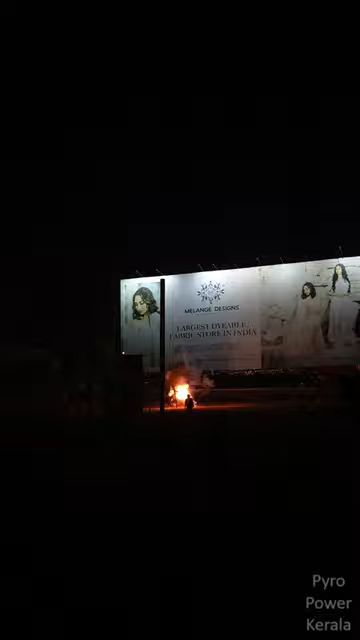 MELANGE DESIGNS
LARGEST DYEABLE
FABRIC STORE IN INDIA
Pyro
Power
Kerala